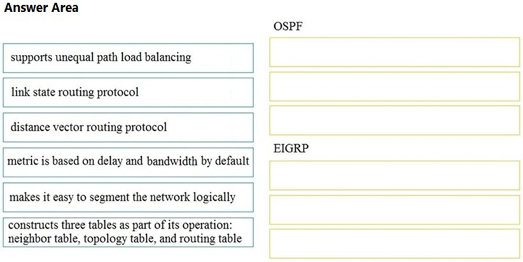 Answer Area
supports unequal path load balancing
link state routing protocol
distance vector routing protocol
metric is based on delay and bandwidth by default
makes it easy to segment the network logically
constructs three tables as part of its operation:
neighbor table, topology table, and routing table
OSPF
EIGRP